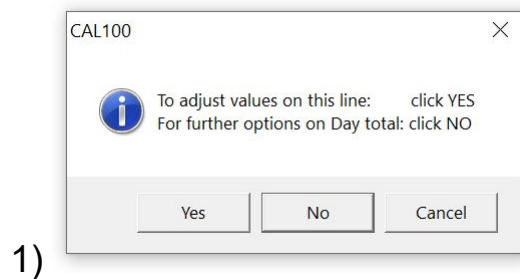 CAL100
To adjust values on this line: click YES
For further options on Day total: click NO
Yes No Cancel
1)